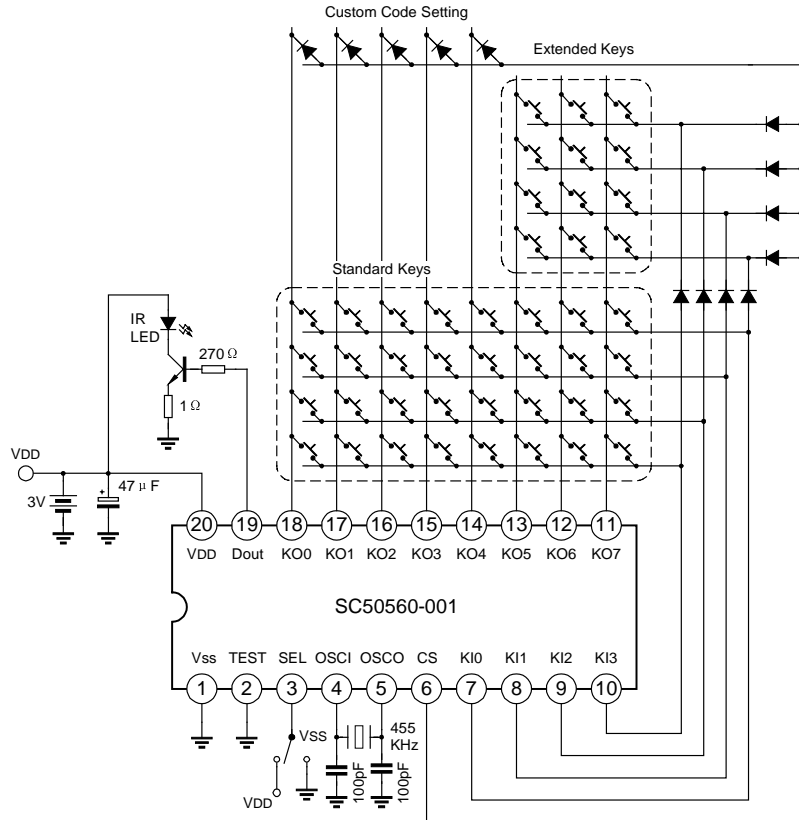 Custom Code Setting
Extended Keys
Standard Keys
IR
LED
270 Ω
1 Ω
VDD
3V
47 μ F
20 19 18 17 16 15 14 13 12 11
VDD Dout KO0 KO1 KO2 KO3 KO4 KO5 KO6 KO7
SC50560-001
Vss TEST SEL OSCI OSCO CS KI0 KI1 KI2 KI3
1 2 3 4 5 6 7 8 9 10
VSS
455
KHz
100pF
100pF
VDD